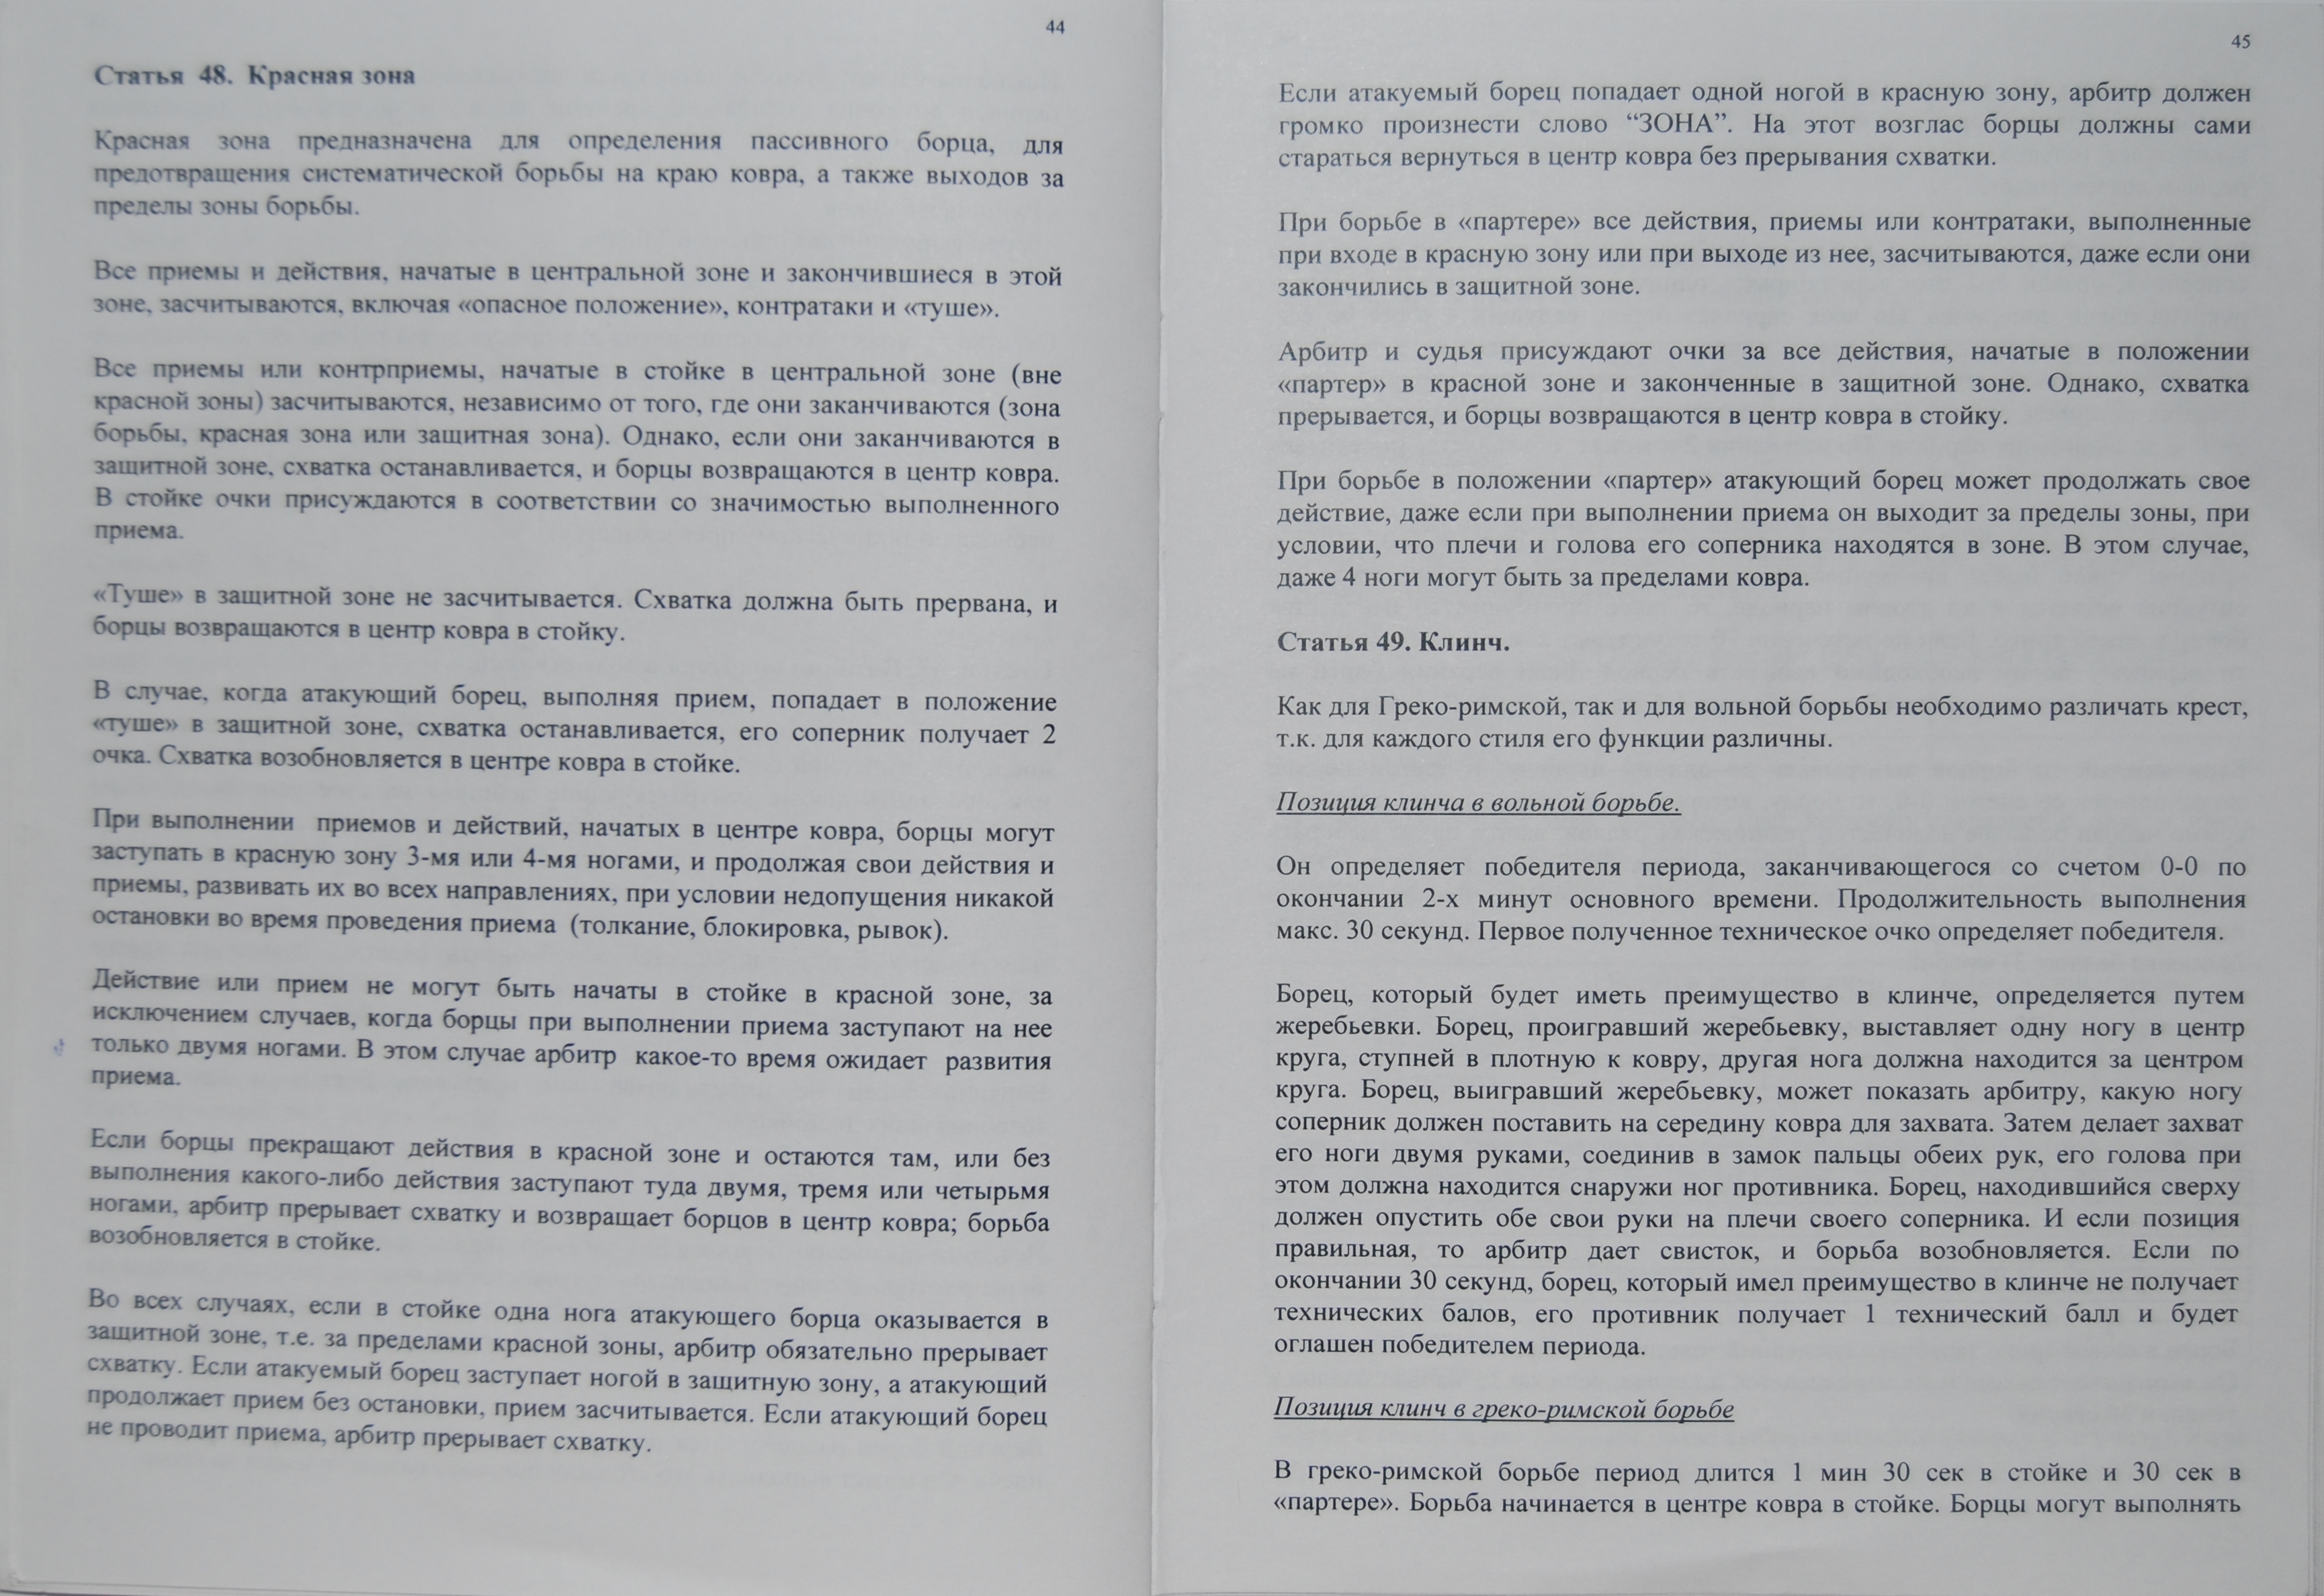 44
Статья 48. Красная зона
Красная зона предназначена для определения пассивного борца, для
предотвращения систематической борьбы на краю ковра, а также выходов за
пределы зоны борьбы.
Все приемы и действия, начатые в центральной зоне и закончившиеся в этой
зоне, засчитываются, включая «опасное положение», контратаки и «туше».
Все приемы или контрприемы, начатые в стойке в центральной зоне (вне
красной зоны) засчитываются, независимо от того, где они заканчиваются (зона
борьбы, красная зона или защитная зона). Однако, если они заканчиваются в
защитной зоне, схватка останавливается, и борцы возвращаются в центр ковра.
В стойке очки присуждаются в соответствии со значимостью выполненного
приема.
«Туше» в защитной зоне не засчитывается. Схватка должна быть прервана, и
борцы возвращаются в центр ковра в стойку.
В случае, когда атакующий борец, выполняя прием, попадает в положение
«туше» в защитной зоне, схватка останавливается, его соперник получает 2
очка. Схватка возобновляется в центре ковра в стойке.
При выполнении приемов и действий, начатых в центре ковра, борцы могут
заступать в красную зону 3-мя или 4-мя ногами, и продолжая свои действия и
приемы, развивать их во всех направлениях, при условии недопущения никакой
остановки во время проведения приема (толкание, блокировка, рывок).
Действие или прием не могут быть начаты в стойке в красной зоне, за
исключением случаев, когда борцы при выполнении приема заступают на нее
только двумя ногами. В этом случае арбитр какое-то время ожидает развития
приема.
Если борцы прекращают действия в красной зоне и остаются там, или без
выполнения какого-либо действия заступают туда двумя, тремя или четырьмя
ногами, арбитр прерывает схватку и возвращает борцов в центр ковра; борьба
возобновляется в стойке.
Во всех случаях, если в стойке одна нога атакующего борца оказывается в
защитной зоне, т.е. за пределами красной зоны, арбитр обязательно прерывает
схватку. Если атакуемый борец заступает ногой в защитную зону, а атакующий
продолжает прием без остановки, прием засчитывается. Если атакующий борец
не проводит приема, арбитр прерывает схватку.
45
Если атакуемый борец попадает одной ногой в красную зону, арбитр должен
громко произнести слово “ЗОНА”. На этот возглас борцы должны сами
стараться вернуться в центр ковра без прерывания схватки.
При борьбе в «партере» все действия, приемы или контратаки, выполненные
при входе в красную зону или при выходе из нее, засчитываются, даже если они
закончились в защитной зоне.
Арбитр и судья присуждают очки за все действия, начатые в положении
«партер» в красной зоне и законченные в защитной зоне. Однако, схватка
прерывается, и борцы возвращаются в центр ковра в стойку.
При борьбе в положении «партер» атакующий борец может продолжать свое
действие, даже если при выполнении приема он выходит за пределы зоны, при
условии, что плечи и голова его соперника находятся в зоне. В этом случае,
даже 4 ноги могут быть за пределами ковра.
Статья 49. Клинч.
Как для Греко-римской, так и для вольной борьбы необходимо различать крест,
т.к. для каждого стиля его функции различны.
Позиция клинча в вольной борьбе.
Он определяет победителя периода, заканчивающегося со счетом 0-0 по
окончании 2-х минут основного времени. Продолжительность выполнения
макс. 30 секунд. Первое полученное техническое очко определяет победителя.
Борец, который будет иметь преимущество в клинче, определяется путем
жеребьевки. Борец, проигравший жеребьевку, выставляет одну ногу в центр
круга, ступней в плотную к ковру, другая нога должна находится за центром
круга. Борец, выигравший жеребьевку, может показать арбитру, какую ногу
соперник должен поставить на середину ковра для захвата. Затем делает захват
его ноги двумя руками, соединив в замок пальцы обеих рук, его голова при
этом должна находится снаружи ног противника. Борец, находившийся сверху
должен опустить обе свои руки на плечи своего соперника. И если позиция
правильная, то арбитр дает свисток, и борьба возобновляется. Если по
окончании 30 секунд, борец, который имел преимущество в клинче не получает
технических балов, его противник получает 1 технический балл и будет
оглашен победителем периода.
Позиция клинч в греко-римской борьбе
В греко-римской борьбе период длится 1 мин 30 сек в стойке и 30 сек в
«партере». Борьба начинается в центре ковра в стойке. Борцы могут выполнять